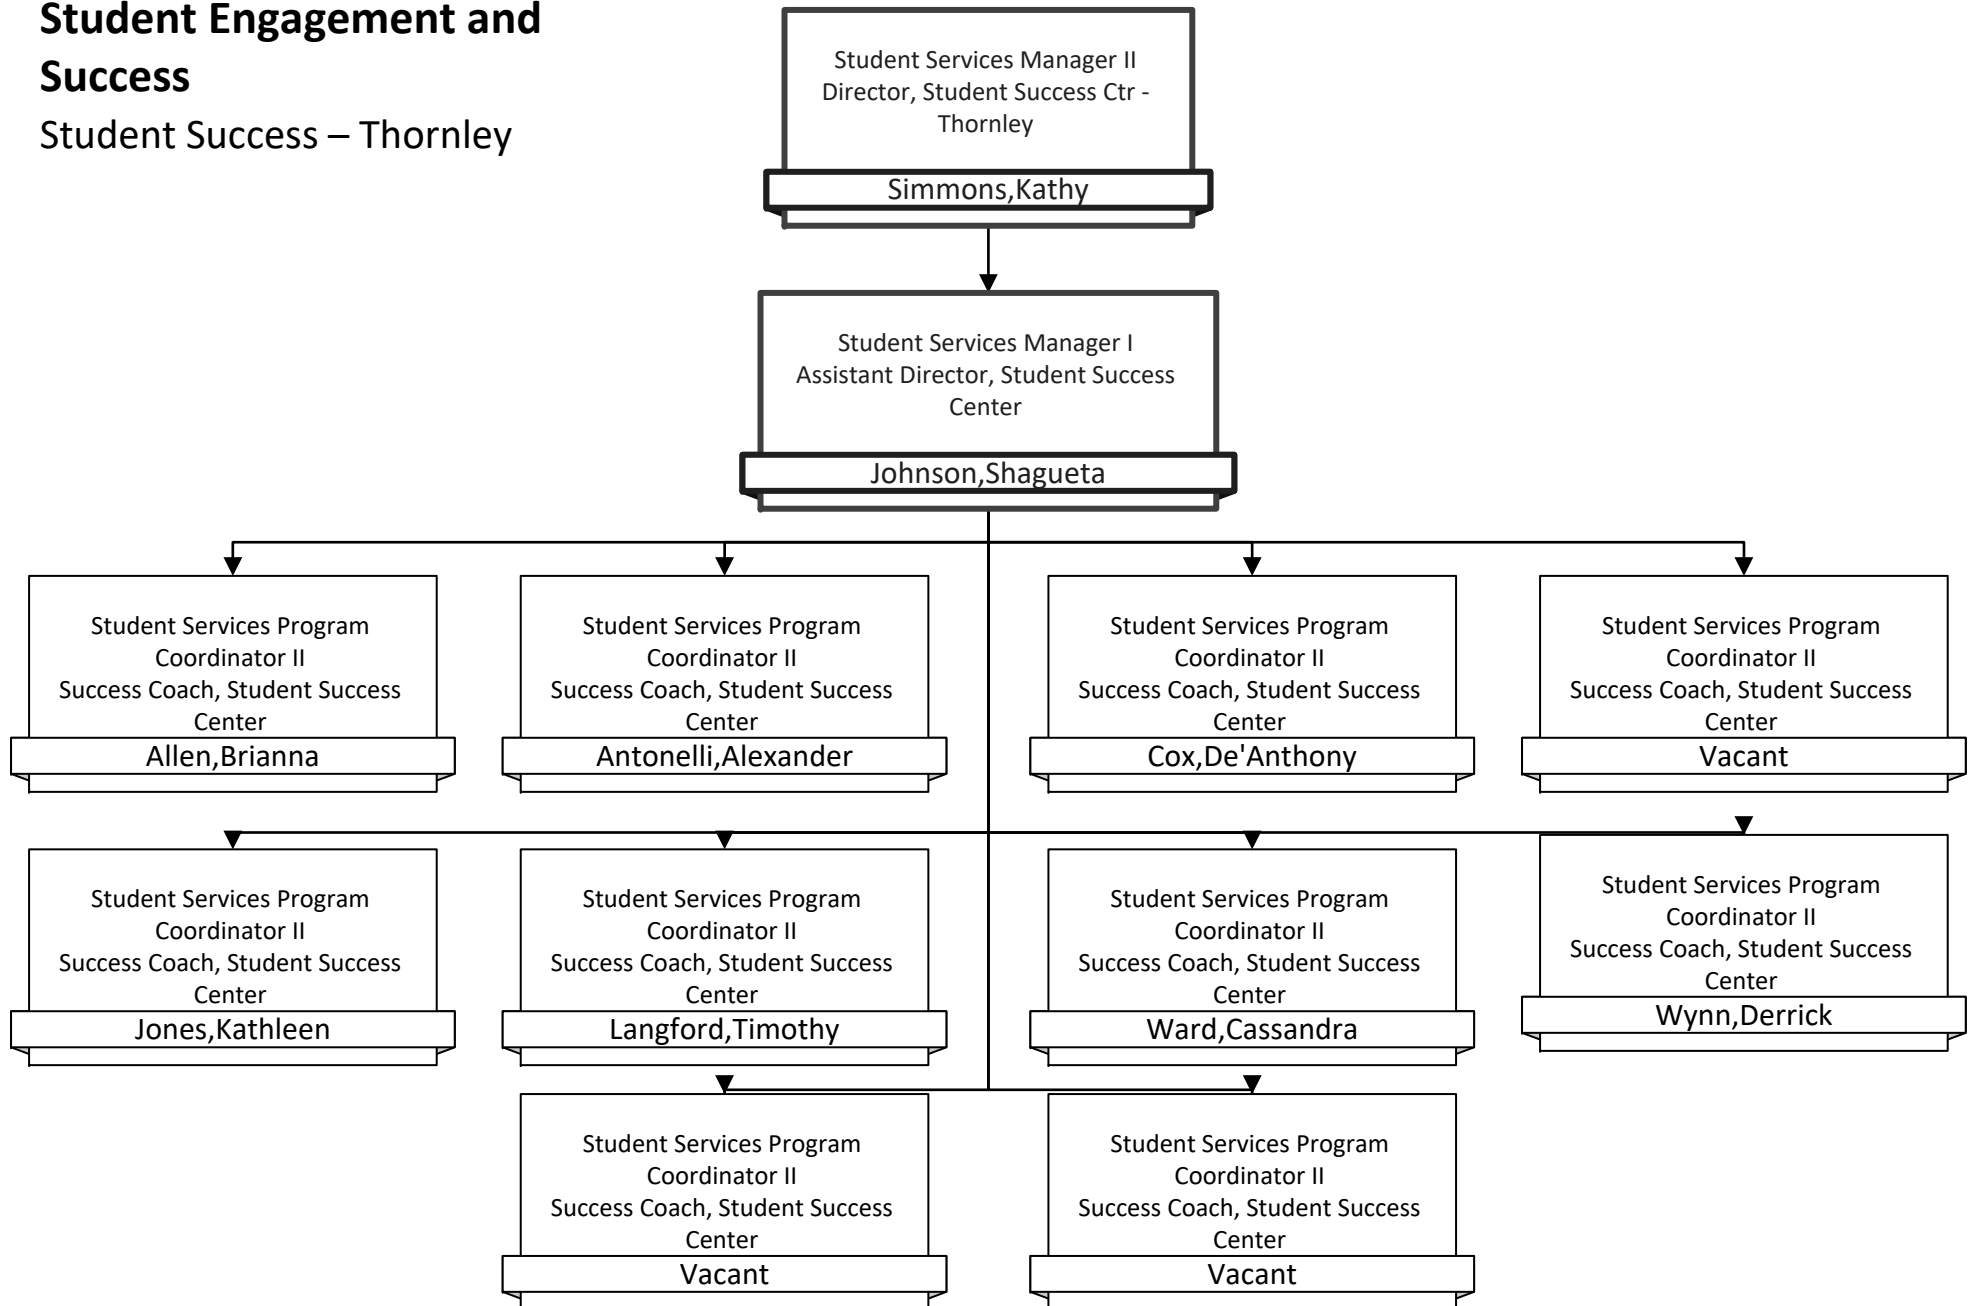 Student Engagement and
Success
Student Success – Thornley
Student Services Manager II
Director, Student Success Ctr -
Thornley
Simmons,Kathy
Student Services Manager I
Assistant Director, Student Success
Center
Johnson,Shagueta
Student Services Program
Coordinator II
Success Coach, Student Success
Center
Allen,Brianna
Student Services Program
Coordinator II
Success Coach, Student Success
Center
Antonelli,Alexander
Student Services Program
Coordinator II
Success Coach, Student Success
Center
Cox,De'Anthony
Student Services Program
Coordinator II
Success Coach, Student Success
Center
Vacant
Student Services Program
Coordinator II
Success Coach, Student Success
Center
Jones,Kathleen
Student Services Program
Coordinator II
Success Coach, Student Success
Center
Langford,Timothy
Student Services Program
Coordinator II
Success Coach, Student Success
Center
Ward,Cassandra
Student Services Program
Coordinator II
Success Coach, Student Success
Center
Wynn,Derrick
Student Services Program
Coordinator II
Success Coach, Student Success
Center
Vacant
Student Services Program
Coordinator II
Success Coach, Student Success
Center
Vacant